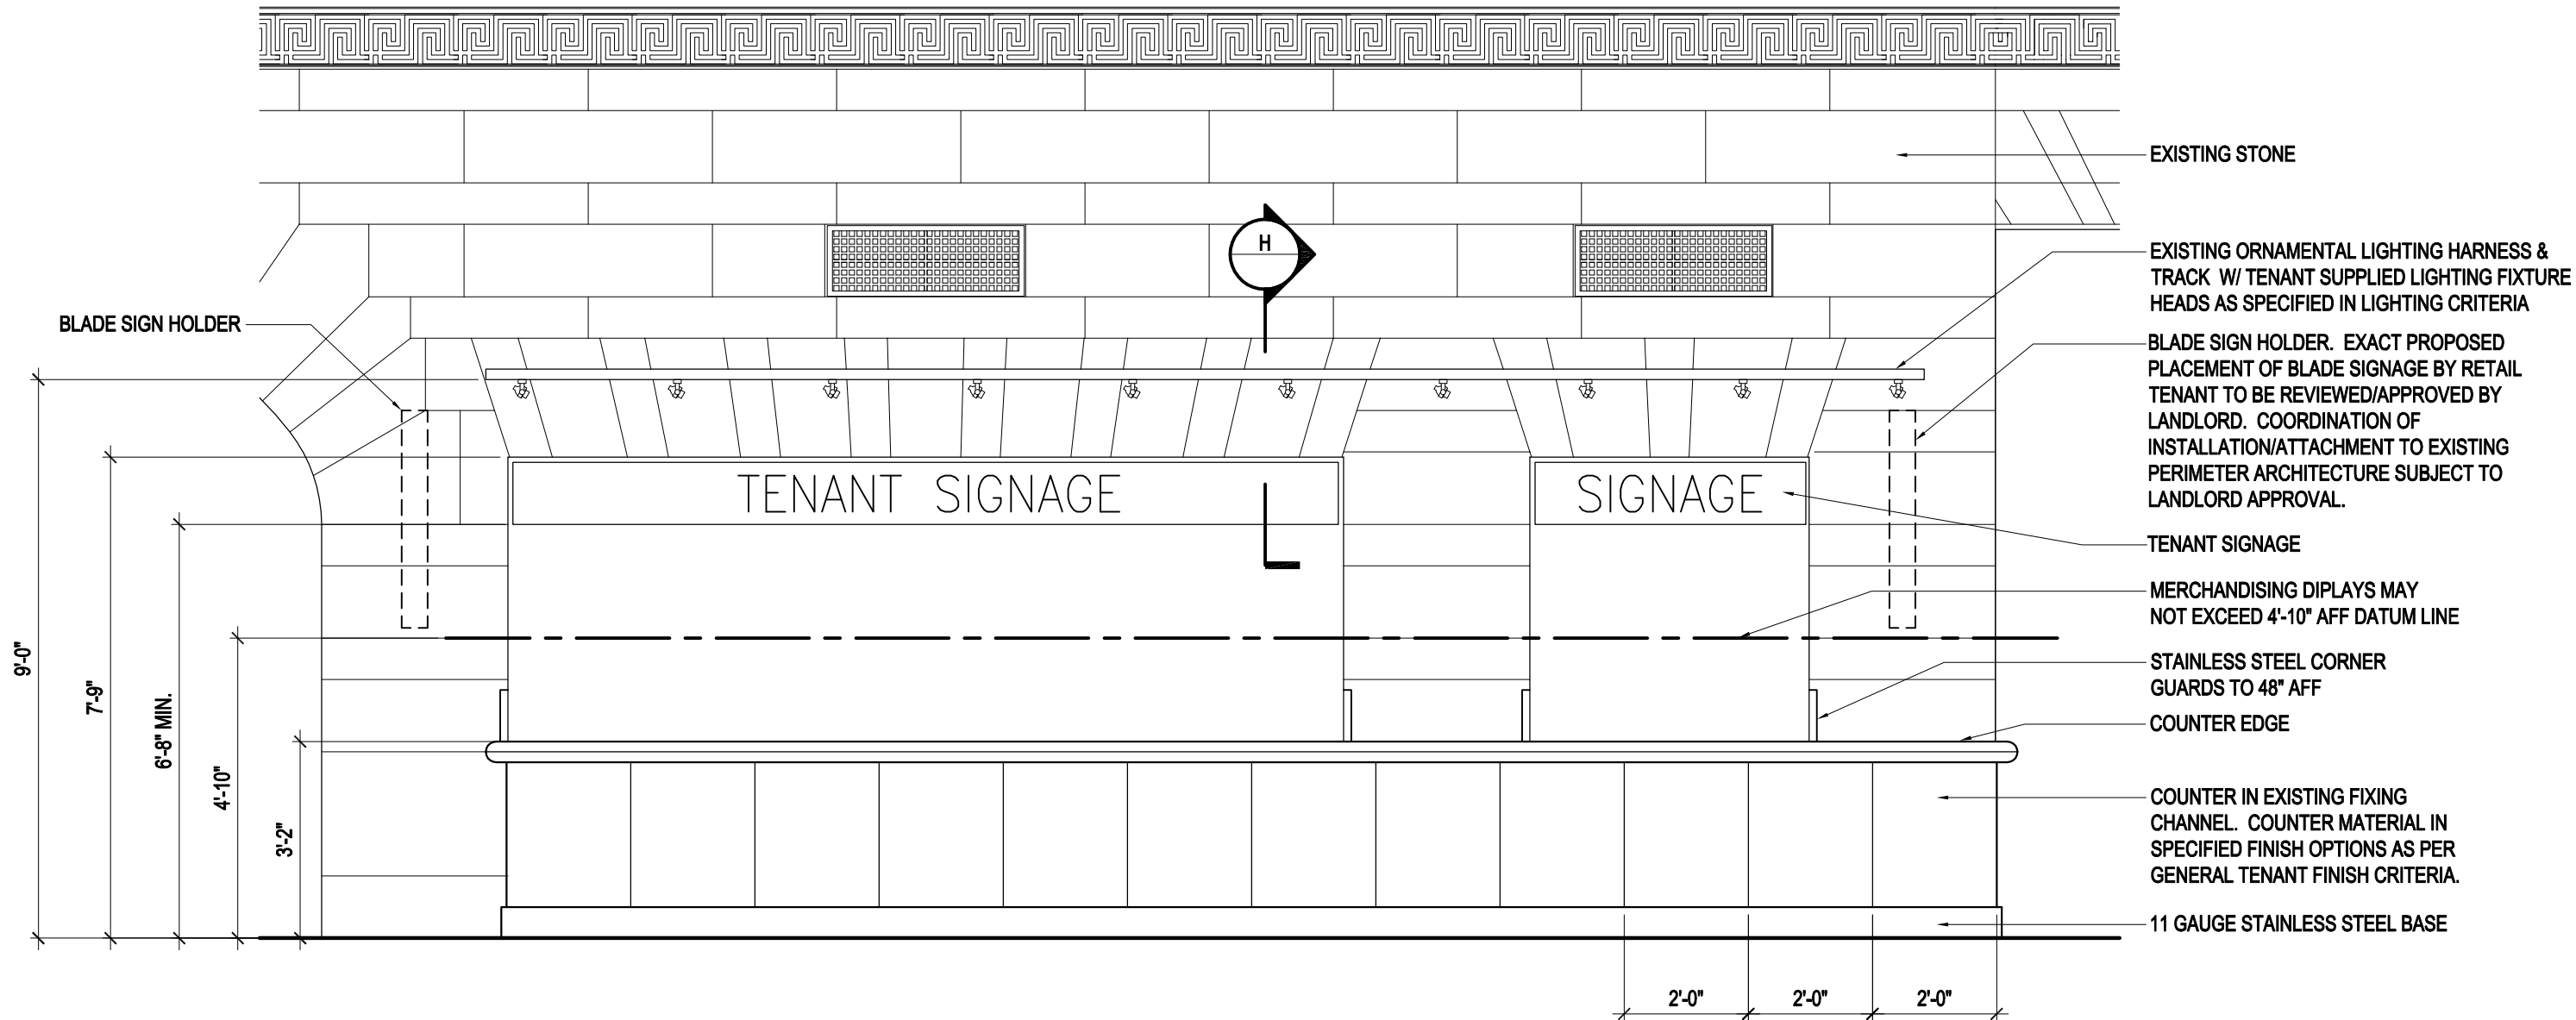 EXISTING STONE
H
EXISTING ORNAMENTAL LIGHTING HARNESS &
TRACK W/ TENANT SUPPLIED LIGHTING FIXTURE
HEADS AS SPECIFIED IN LIGHTING CRITERIA
BLADE SIGN HOLDER
BLADE SIGN HOLDER. EXACT PROPOSED
PLACEMENT OF BLADE SIGNAGE BY RETAIL
TENANT TO BE REVIEWED/APPROVED BY
LANDLORD. COORDINATION OF
INSTALLATION/ATTACHMENT TO EXISTING
PERIMETER ARCHITECTURE SUBJECT TO
LANDLORD APPROVAL.
TENANT SIGNAGE
SIGNAGE
TENANT SIGNAGE
MERCHANDISING DIPLAYS MAY
NOT EXCEED 4'-10" AFF DATUM LINE
STAINLESS STEEL CORNER
GUARDS TO 48" AFF
COUNTER EDGE
9'-0"
7'-9"
6'-8" MIN.
4'-10"
3'-2"
COUNTER IN EXISTING FIXING
CHANNEL. COUNTER MATERIAL IN
SPECIFIED FINISH OPTIONS AS PER
GENERAL TENANT FINISH CRITERIA.
11 GAUGE STAINLESS STEEL BASE
2'-0"
2'-0"
2'-0"